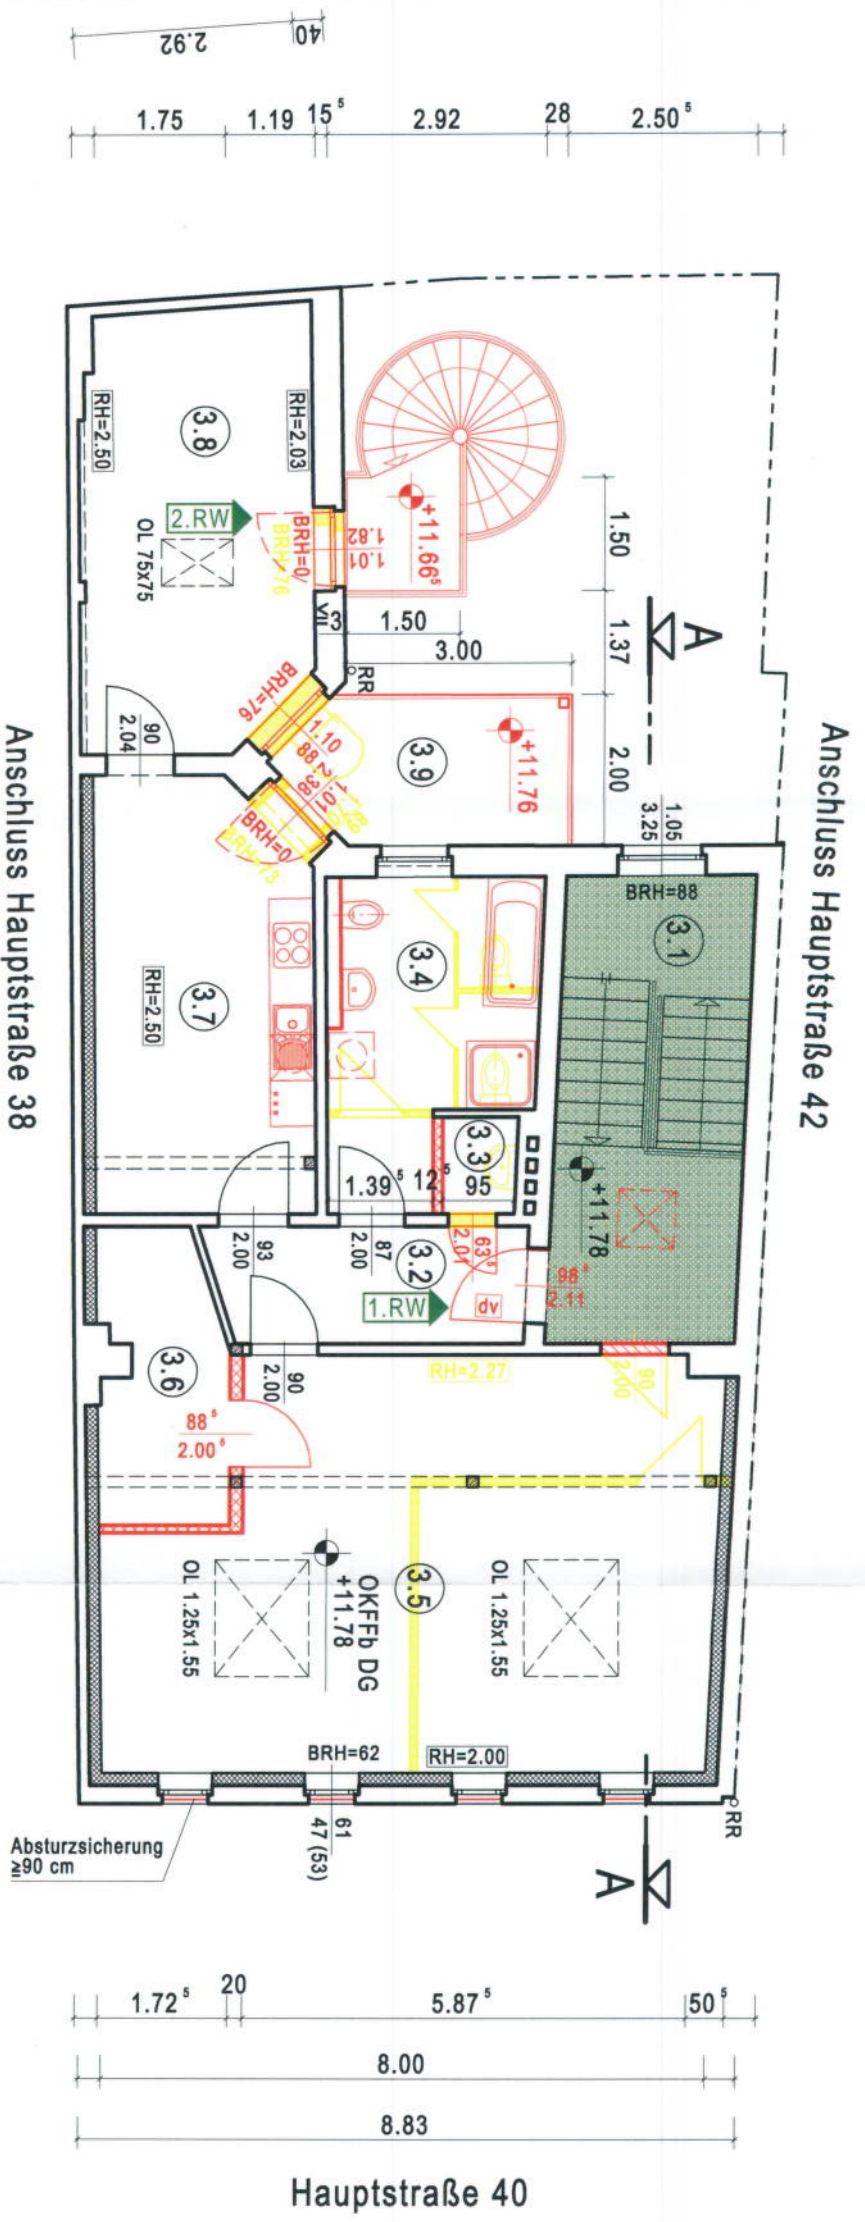 2.92
40
1.75
1.19
15⁵
2.92
28
2.50⁵
Anschluss Hauptstraße 42
Anschluss Hauptstraße 38
3.8
RH=2.50
RH=2.03
2.RW
OL 75x75
BRH=0
BRH=76
1.01
1.82
+11.66⁵
1.50
1.37
2.00
1.50
3.00
RR
A
3.9
+11.76
BRH=76
1.10
88
1.01
2.38
BRH=0
BRH=73
90
2.04
1.05
3.25
BRH=88
3.1
3.4
3.7
RH=2.50
3.3
1.39⁵
12⁵
95
+11.78
63⁵
2.01
87
2.00
93
2.00
3.2
1.RW
dv
98⁵
2.11
90
2.00
RH=2.27
90
2.00
3.6
88⁵
2.00⁵
3.5
OL 1.25x1.55
OL 1.25x1.55
OKFFb DG
+11.78
BRH=62
RH=2.00
61
47 (53)
RR
A
Absturzsicherung
≥90 cm
1.72⁵
20
5.87⁵
50⁵
8.00
8.83
Hauptstraße 40